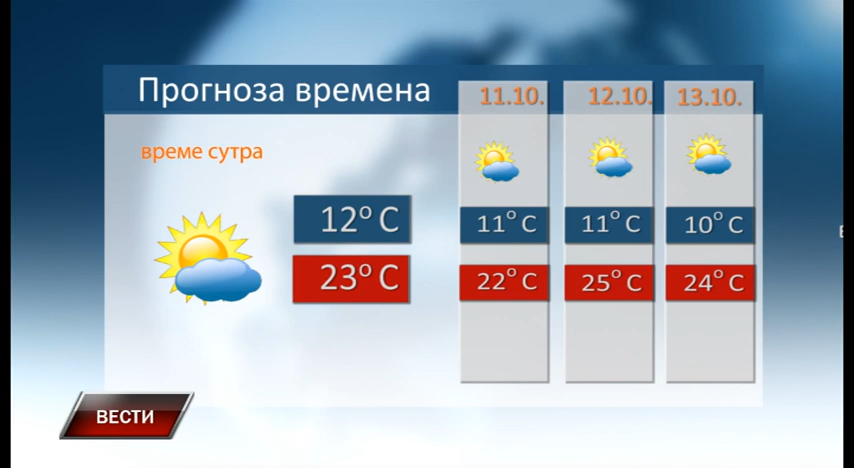 Прогноза времена
11.10.
12.10.
13.10.
време сутра
12° C
23° C
11° C
11° C
10° C
22° C
25° C
24° C
ВЕСТИ